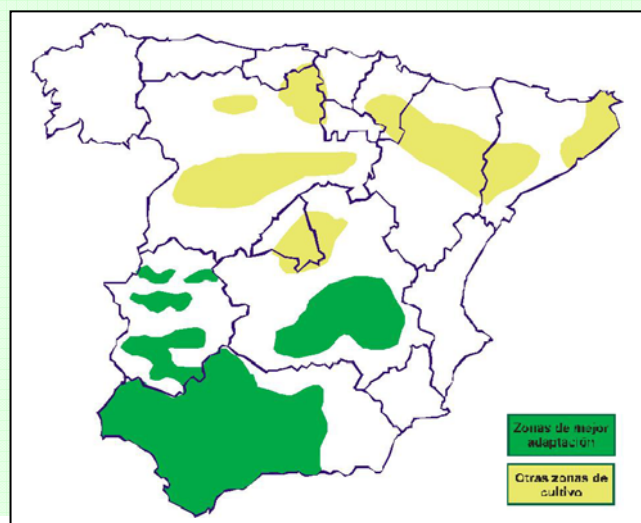 Zonas de mejor
adaptación
Otras zonas de
cultivo